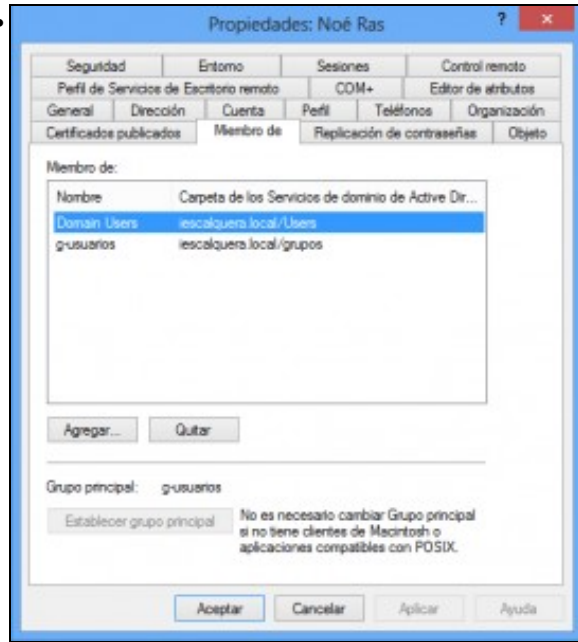 Propiedades: Noé Ras
?
Seguridad Entorno Sesiones Control remoto
Perfil de Servicios de Escritorio remoto COM+ Editor de atributos
General Dirección Cuenta Perfil Teléfonos Organización
Certificados publicados Miembro de Replicación de contraseñas Objeto
Miembro de:
Nombre Carpeta de los Servicios de dominio de Active Dir...
Domain Users iescalquera.local/Users
g-usuarios iescalquera.local/grupos
Agregar... Quitar
Grupo principal: g-usuarios
Establecer grupo principal
No es necesario cambiar Grupo principal
si no tiene clientes de Macintosh o
aplicaciones compatibles con POSIX.
Aceptar Cancelar Aplicar Ayuda